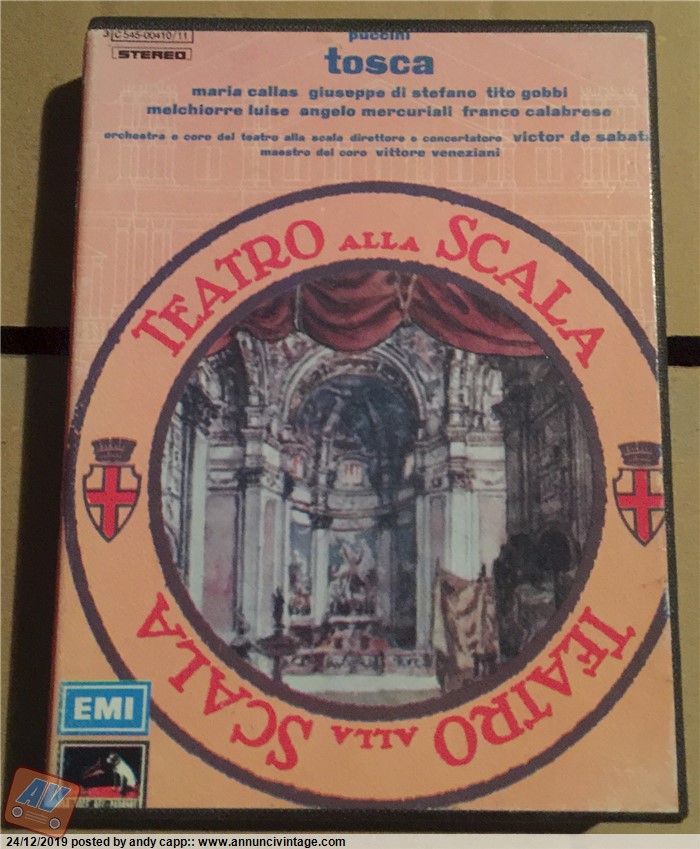 3 C 545-00410/11
STEREO
puccini
tosca
maria callas giuseppe di stefano tito gobbi
melchiorre luise angelo mercuriali franco calabrese
orchestra e coro del teatro alla scala direttore e concertatore victor de sabat
maestro del coro vittore veneziani
TEATRO ALLA SCALA
TEATRO ALLA SCALA
EMI
AV
24/12/2019 posted by andy capp:: www.annuncivintage.com